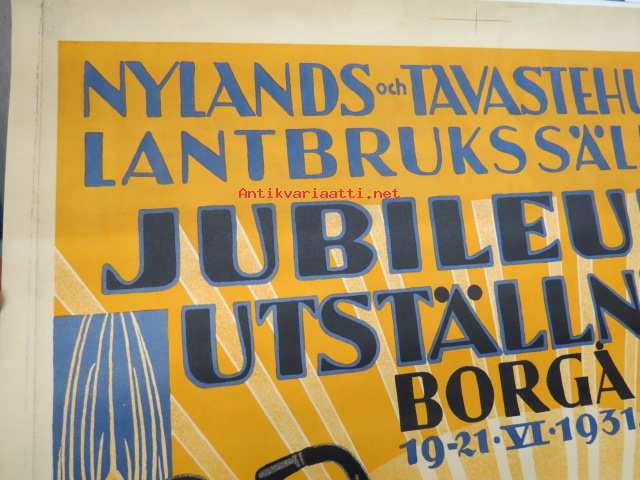 NYLANDS och TAVASTEHU
LANTBRUKSSÄL
Antikvariaatti.net
JUBILEU
UTSTÄLLN
BORGÅ
19-21·VI·1931